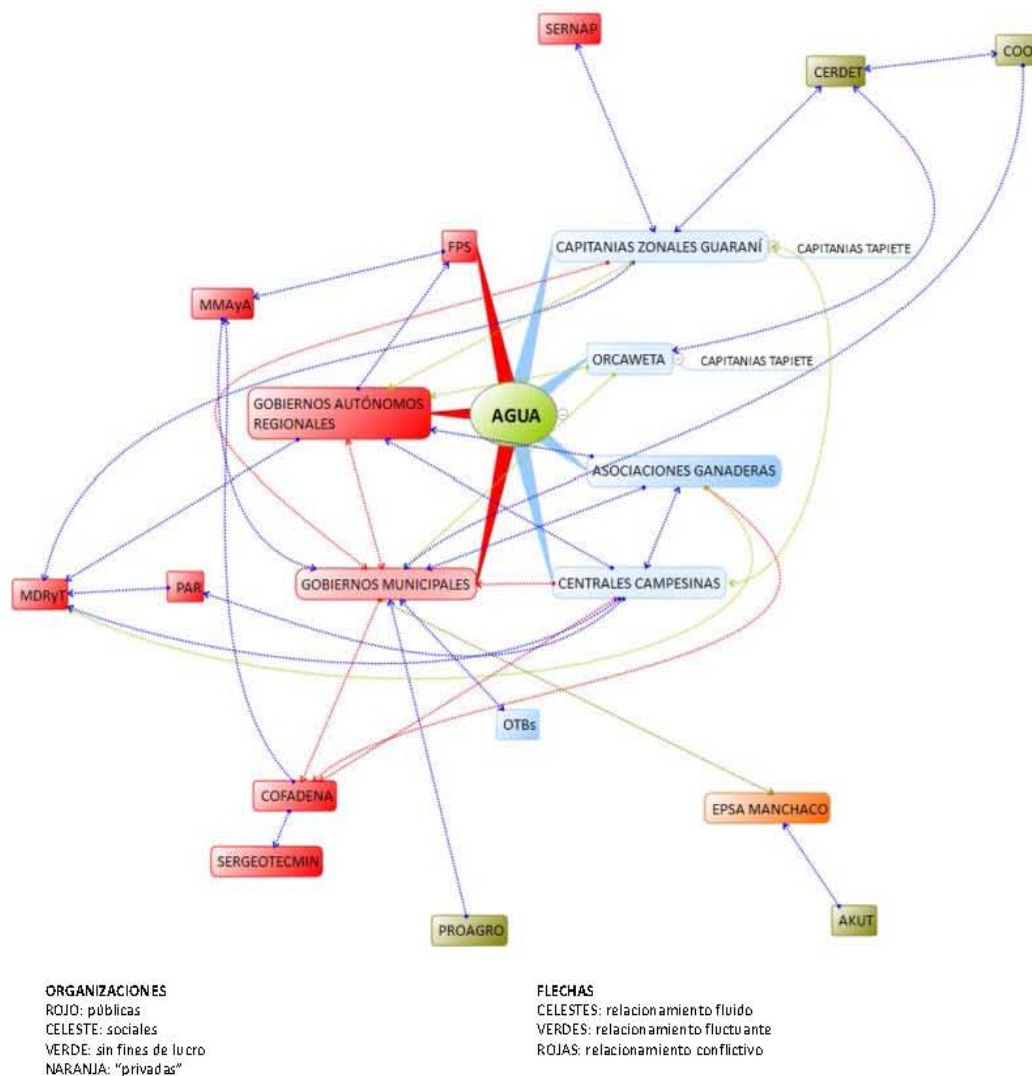 SERNAP
COO
CERDET
FPS
CAPITANIAS ZONALES GUARANÍ
CAPITANIAS TAPIETE
MMAyA
ORCAWETA
CAPITANIAS TAPIETE
GOBIERNOS AUTÓNOMOS
REGIONALES
AGUA
ASOCIACIONES GANADERAS
MDRyT
PAR
GOBIERNOS MUNICIPALES
CENTRALES CAMPESINAS
OTBs
COFADENA
EPSA MANCHACO
SERGEOTECMIN
PROAGRO
AKUT
ORGANIZACIONES
ROJO: públicas
CELESTE: sociales
VERDE: sin fines de lucro
NARANJA: "privadas"
FLECHAS
CELESTES: relacionamiento fluido
VERDES: relacionamiento fluctuante
ROJAS: relacionamiento conflictivo